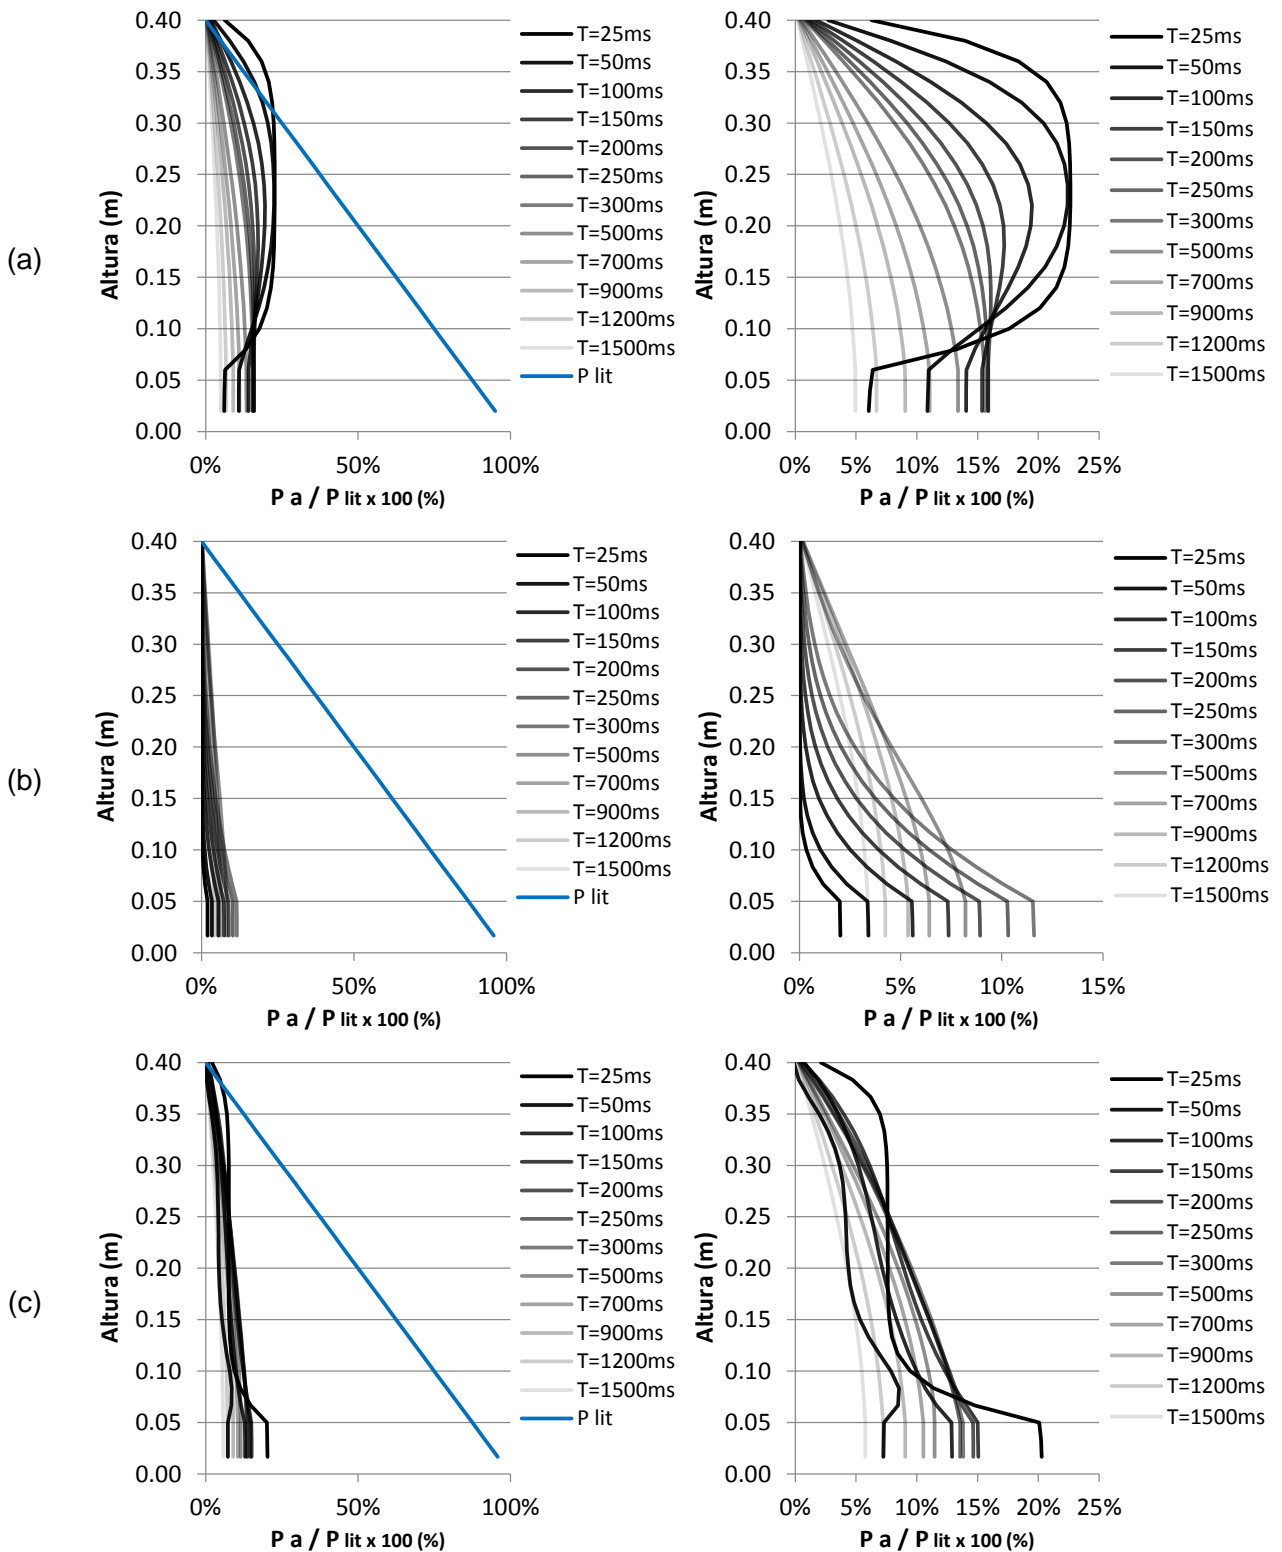 (a)
0.40
0.35
0.30
0.25
0.20
0.15
0.10
0.05
0.00
Altura (m)
0%
50%
100%
P a / P lit x 100 (%)
T=25ms
T=50ms
T=100ms
T=150ms
T=200ms
T=250ms
T=300ms
T=500ms
T=700ms
T=900ms
T=1200ms
T=1500ms
P lit
0.40
0.35
0.30
0.25
0.20
0.15
0.10
0.05
0.00
Altura (m)
0%
5%
10%
15%
20%
25%
P a / P lit x 100 (%)
T=25ms
T=50ms
T=100ms
T=150ms
T=200ms
T=250ms
T=300ms
T=500ms
T=700ms
T=900ms
T=1200ms
T=1500ms
(b)
0.40
0.35
0.30
0.25
0.20
0.15
0.10
0.05
0.00
Altura (m)
0%
50%
100%
P a / P lit x 100 (%)
T=25ms
T=50ms
T=100ms
T=150ms
T=200ms
T=250ms
T=300ms
T=500ms
T=700ms
T=900ms
T=1200ms
T=1500ms
P lit
0.40
0.35
0.30
0.25
0.20
0.15
0.10
0.05
0.00
Altura (m)
0%
5%
10%
15%
P a / P lit x 100 (%)
T=25ms
T=50ms
T=100ms
T=150ms
T=200ms
T=250ms
T=300ms
T=500ms
T=700ms
T=900ms
T=1200ms
T=1500ms
(c)
0.40
0.35
0.30
0.25
0.20
0.15
0.10
0.05
0.00
Altura (m)
0%
50%
100%
P a / P lit x 100 (%)
T=25ms
T=50ms
T=100ms
T=150ms
T=200ms
T=250ms
T=300ms
T=500ms
T=700ms
T=900ms
T=1200ms
T=1500ms
P lit
0.40
0.35
0.30
0.25
0.20
0.15
0.10
0.05
0.00
Altura (m)
0%
5%
10%
15%
20%
25%
P a / P lit x 100 (%)
T=25ms
T=50ms
T=100ms
T=150ms
T=200ms
T=250ms
T=300ms
T=500ms
T=700ms
T=900ms
T=1200ms
T=1500ms